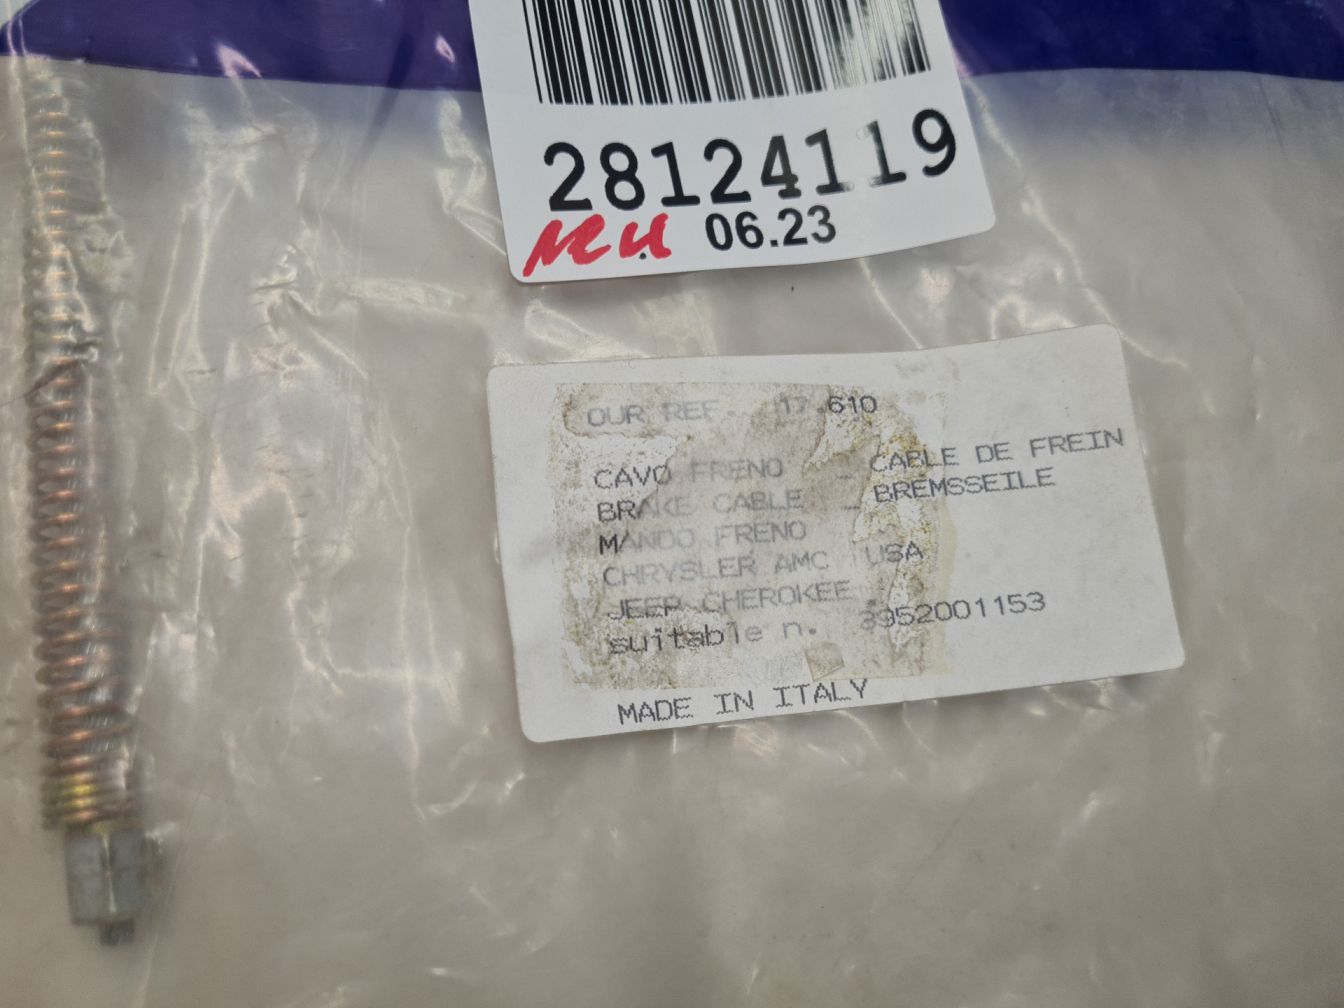 28124119
ми 06.23
OUR REF. 17.610
CAVO FRENO _ CABLE DE FREIN
BRAKE CABLE _ BREMSSEILE
MANDO FRENO
CHRYSLER AMC USA
JEEP CHEROKEE
suitable n. 8952001153
MADE IN ITALY